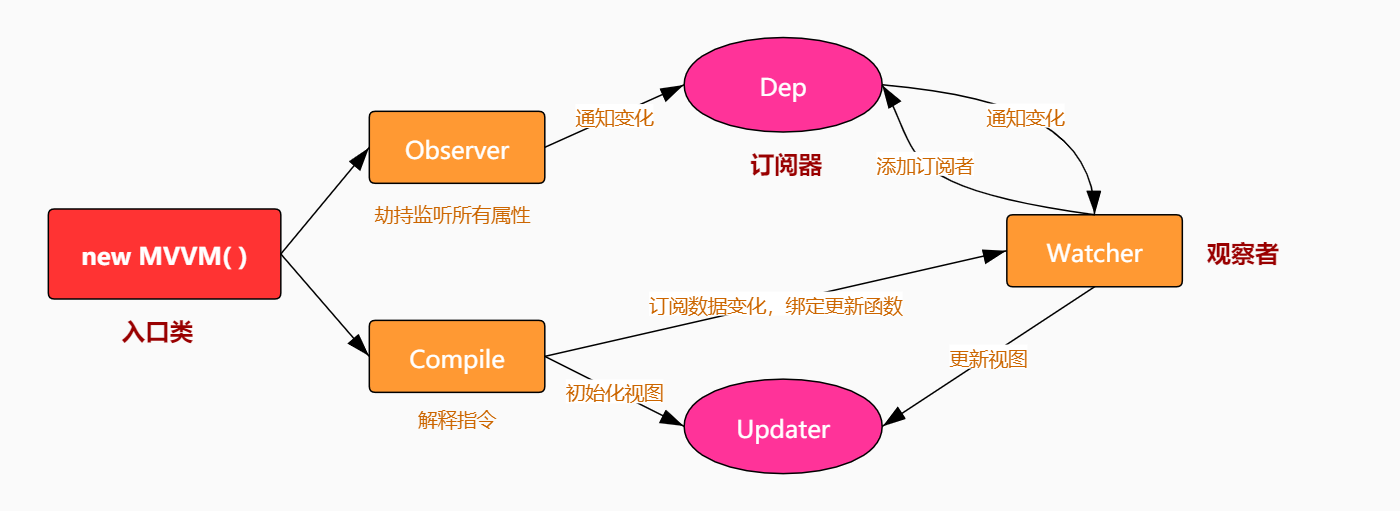 Dep
通知变化
通知变化
Observer
订阅器
添加订阅者
劫持监听所有属性
new MVVM( )
Watcher
观察者
入口类
订阅数据变化，绑定更新函数
Compile
更新视图
初始化视图
解释指令
Updater